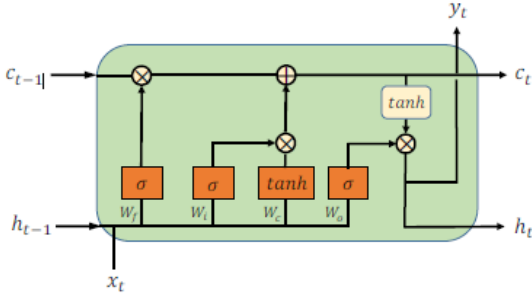 y_t
c_{t-1}|
c_t
tanh
σ σ tanh σ
W_f W_i W_c W_o
h_{t-1}
h_t
x_t